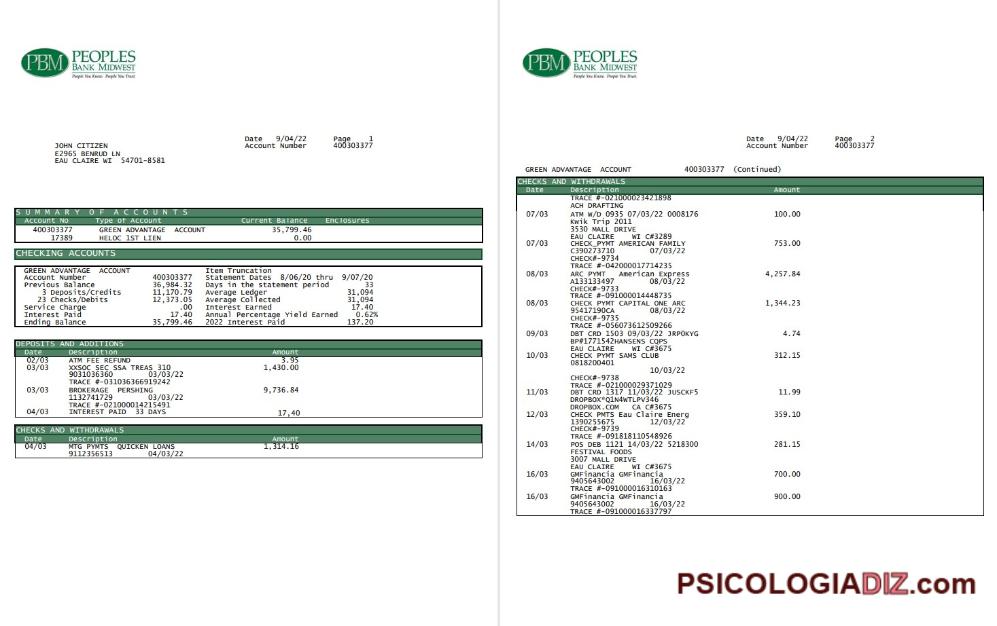 PBM PEOPLES
BANK MIDWEST
People You Know. People You Trust.
Date 9/04/22 Page 1
JOHN CITIZEN Account Number 400303377
E2965 BENRUD LN
EAU CLAIRE WI 54701-8581
SUMMARY OF ACCOUNTS
Account No Type of Account Current Balance Enclosures
400303377 GREEN ADVANTAGE ACCOUNT 35,799.46
17389 HELOC 1ST LIEN 0.00
CHECKING ACCOUNTS
GREEN ADVANTAGE ACCOUNT Item Truncation
Account Number 400303377 Statement Dates 8/06/20 thru 9/07/20
Previous Balance 36,984.32 Days in the statement period 33
3 Deposits/Credits 11,170.79 Average Ledger 31,094
23 Checks/Debits 12,373.05 Average Collected 31,094
Service Charge .00 Interest Earned 17.40
Interest Paid 17.40 Annual Percentage Yield Earned 0.62%
Ending Balance 35,799.46 2022 Interest Paid 137.20
DEPOSITS AND ADDITIONS
Date Description Amount
02/03 ATM FEE REFUND 3.95
03/03 XXSOC SEC SSA TREAS 310 1,430.00
9031036360 03/03/22
TRACE #-031036366919242
03/03 BROKERAGE PERSHING 9,736.84
1132741729 03/03/22
TRACE #-021000014215491
04/03 INTEREST PAID 33 DAYS 17,40
CHECKS AND WITHDRAWALS
Date Description Amount
04/03 MTG PYMTS QUICKEN LOANS 1,314.16
9112356513 04/03/22
PBM PEOPLES
BANK MIDWEST
People You Know. People You Trust.
Date 9/04/22 Page 2
Account Number 400303377
GREEN ADVANTAGE ACCOUNT 400303377 (Continued)
CHECKS AND WITHDRAWALS
Date Description Amount
TRACE #-021000023421898
ACH DRAFTING
07/03 ATM W/D 0935 07/03/22 0008176 100.00
Kwik Trip 2011
3530 MALL DRIVE
EAU CLAIRE WI C#3289
07/03 CHECK_PYMT AMERICAN FAMILY 753.00
C390273710 07/03/22
CHECK#-9734
TRACE #-042000017714235
08/03 ARC PYMT American Express 4,257.84
A133133497 08/03/22
CHECK#-9733
TRACE #-091000014448735
08/03 CHECK PYMT CAPITAL ONE ARC 1,344.23
95417190CA 08/03/22
CHECK#-9735
TRACE #-056073612509266
09/03 DBT CRD 1503 09/03/22 JRPOKYG 4.74
BP#1771542HANSENS COPS
EAU CLAIRE WI C#3675
10/03 CHECK PYMT SAMS CLUB 312.15
0818200401
10/03/22
CHECK#-9738
TRACE #-021000029371029
11/03 DBT CRD 1317 11/03/22 JUSCKF5 11.99
DROPBOX*Q1N4WTLPV346
DROPBOX.COM CA C#3675
12/03 CHECK PMTS Eau Claire Energ 359.10
1390255675 12/03/22
CHECK#-9739
TRACE #-091818110548926
14/03 POS DEB 1121 14/03/22 5218300 281.15
FESTIVAL FOODS
3007 MALL DRIVE
EAU CLAIRE WI C#3675
16/03 GMFinancia GMFinancia 700.00
9405643002 16/03/22
TRACE #-091000016310163
16/03 GMFinancia GMFinancia 900.00
9405643002 16/03/22
TRACE #-091000016337797
PSICOLOGIADIZ.com